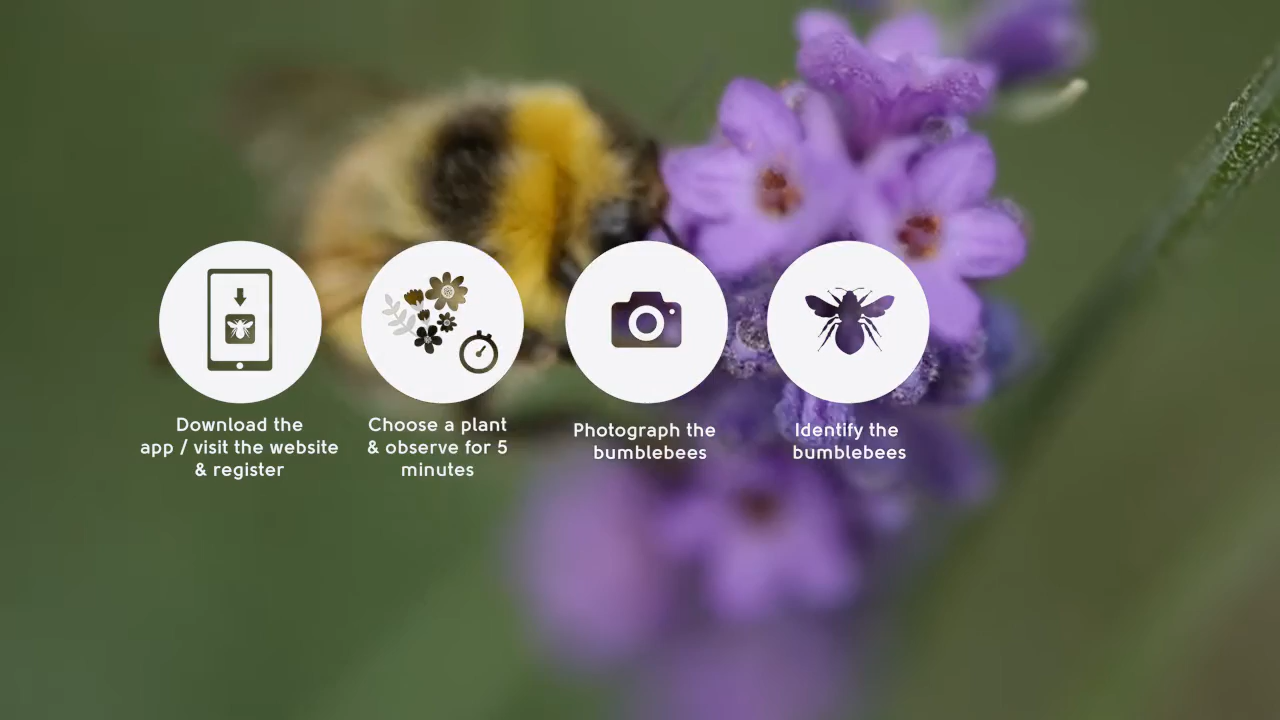 Download the
app / visit the website
& register
Choose a plant
& observe for 5
minutes
Photograph the
bumblebees
Identify the
bumblebees